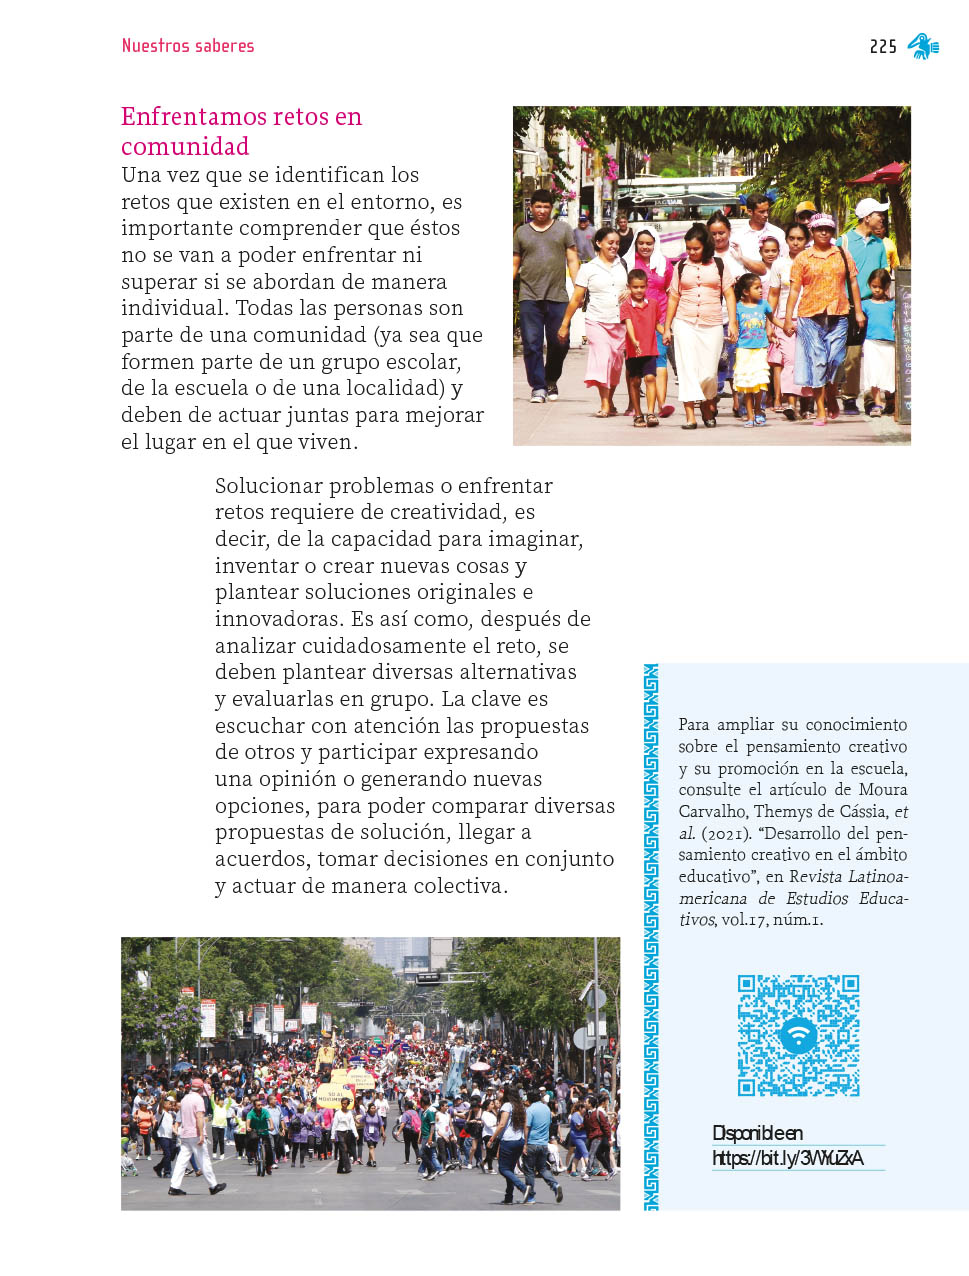 Nuestros saberes
225
Enfrentamos retos en
comunidad
Una vez que se identifican los
retos que existen en el entorno, es
importante comprender que éstos
no se van a poder enfrentar ni
superar si se abordan de manera
individual. Todas las personas son
parte de una comunidad (ya sea que
formen parte de un grupo escolar,
de la escuela o de una localidad) y
deben de actuar juntas para mejorar
el lugar en el que viven.
Solucionar problemas o enfrentar
retos requiere de creatividad, es
decir, de la capacidad para imaginar,
inventar o crear nuevas cosas y
plantear soluciones originales e
innovadoras. Es así como, después de
analizar cuidadosamente el reto, se
deben plantear diversas alternativas
y evaluarlas en grupo. La clave es
escuchar con atención las propuestas
de otros y participar expresando
una opinión o generando nuevas
opciones, para poder comparar diversas
propuestas de solución, llegar a
acuerdos, tomar decisiones en conjunto
y actuar de manera colectiva.
Para ampliar su conocimiento
sobre el pensamiento creativo
y su promoción en la escuela,
consulte el artículo de Moura
Carvalho, Themys de Cássia, et
al. (2021). “Desarrollo del pen-
samiento creativo en el ámbito
educativo”, en Revista Latinoa-
mericana de Estudios Educa-
tivos, vol.17, núm.1.
Disponible en
https://bit.ly/3WYuZxA